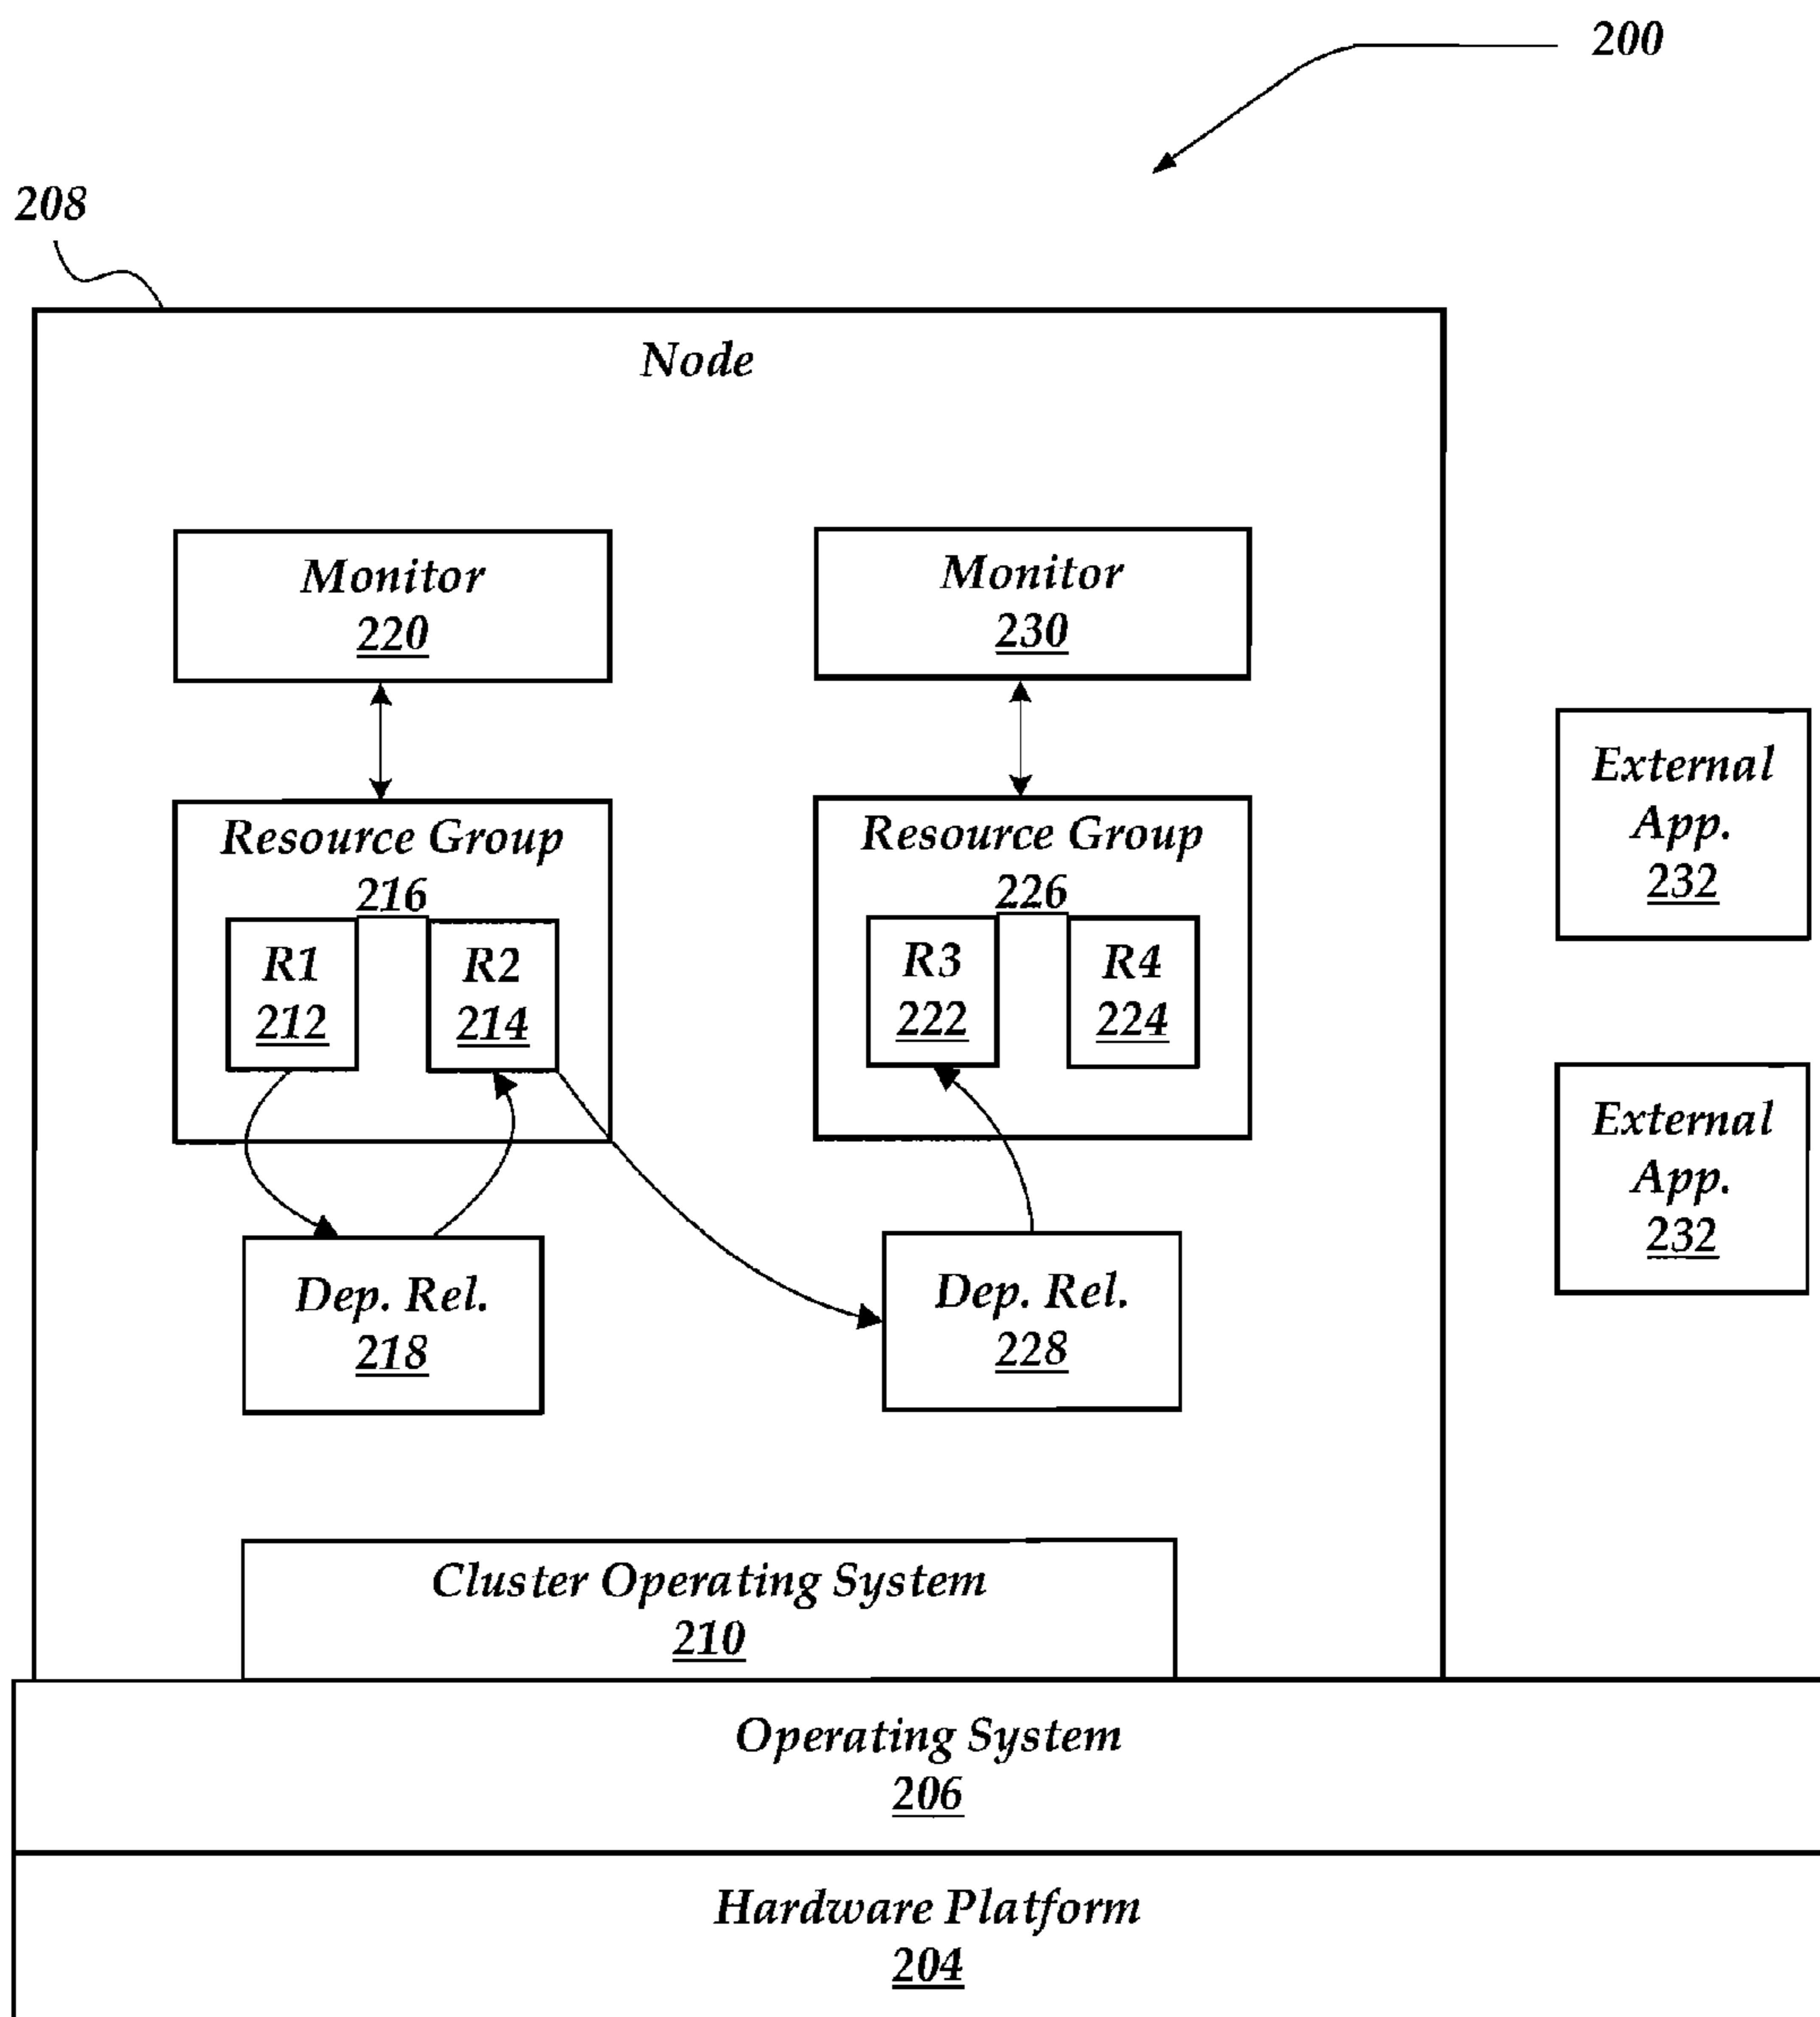 200
208
Node
Monitor
220
Monitor
230
External
App.
232
Resource Group
216
R1
212
R2
214
Resource Group
226
R3
222
R4
224
External
App.
232
Dep. Rel.
218
Dep. Rel.
228
Cluster Operating System
210
Operating System
206
Hardware Platform
204